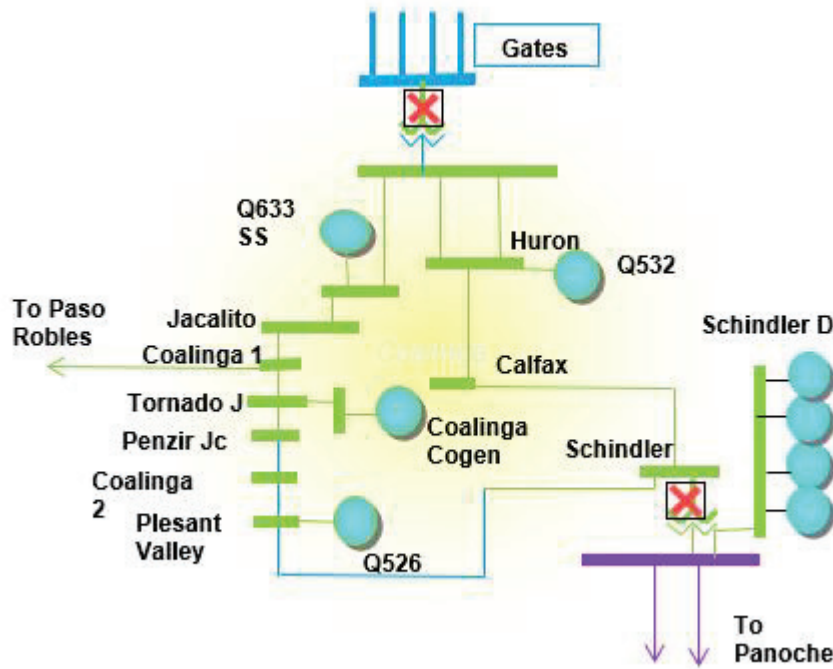 Gates
Q633
SS
Huron
Q532
To Paso
Robles
Jacalito
Schindler D
Coalinga 1
Calfax
Tornado J
Coalinga
Cogen
Penzir Jc
Schindler
Coalinga
2
Plesant
Valley
Q526
To
Panoche